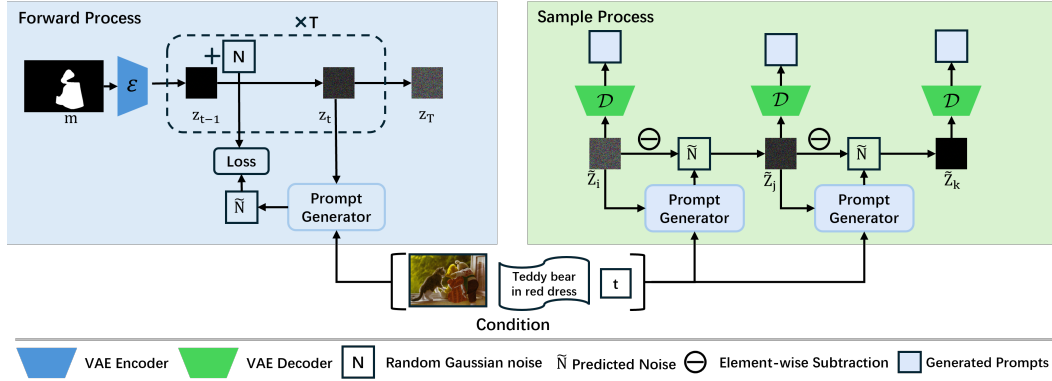 Forward Process
×T
+ N
ε
m
z_{t−1}
z_t
z_T
Loss
Ñ
Prompt
Generator
Sample Process
D
D
D
Ñ
Ñ
Z̃_i
Z̃_j
Z̃_k
Prompt
Generator
Prompt
Generator
Teddy bear
in red dress
t
Condition
VAE Encoder
VAE Decoder
N Random Gaussian noise
Ñ Predicted Noise
Element-wise Subtraction
Generated Prompts